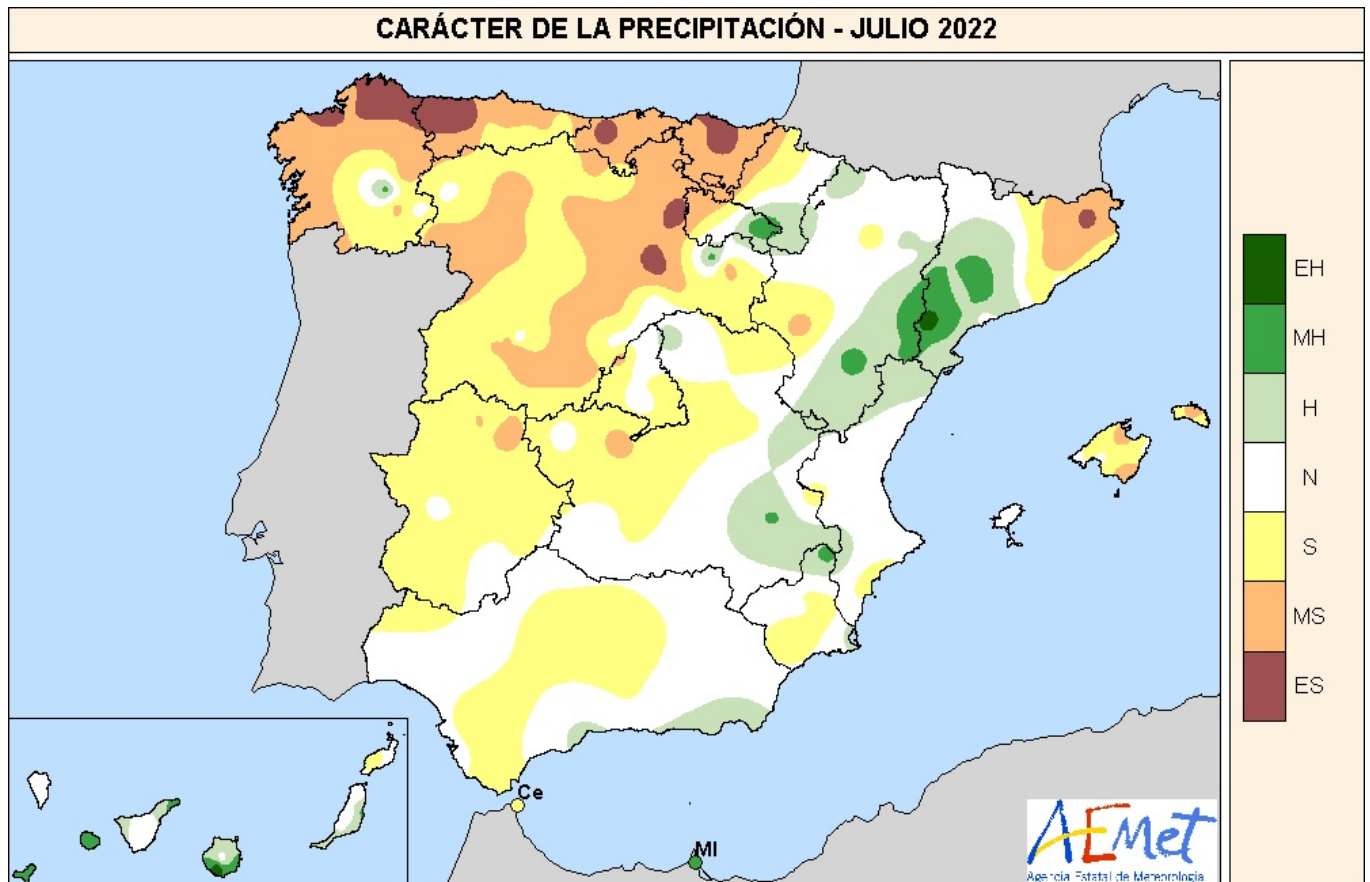 CARÁCTER DE LA PRECIPITACIÓN - JULIO 2022
EH
MH
H
N
S
MS
ES
Ce
Ml
AEMet
Agencia Estatal de Meteorología